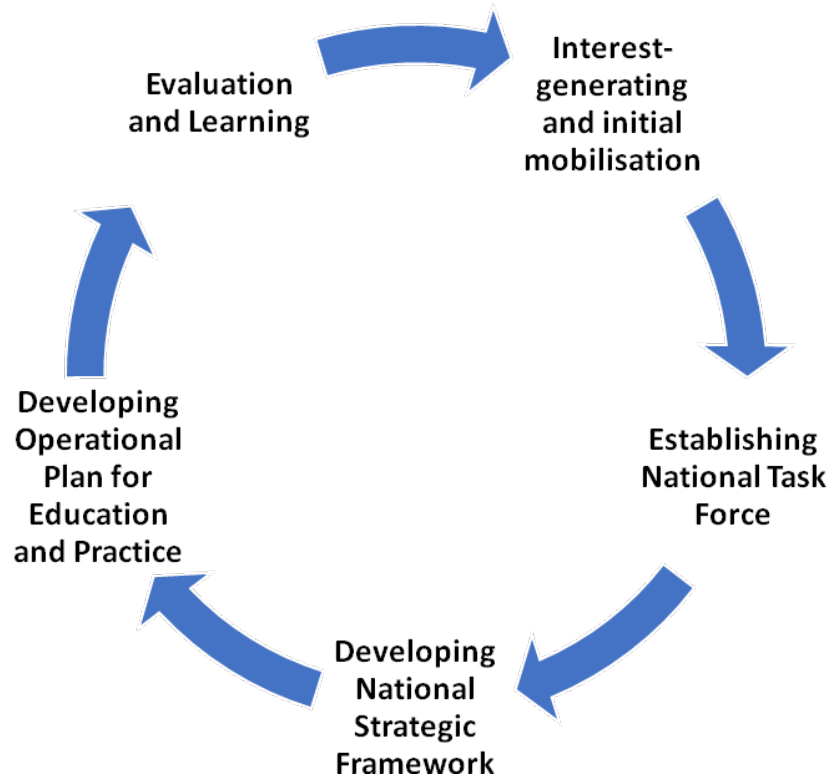 Interest-
generating
and initial
mobilisation
Establishing
National Task
Force
Developing
National
Strategic
Framework
Developing
Operational
Plan for
Education
and Practice
Evaluation
and Learning